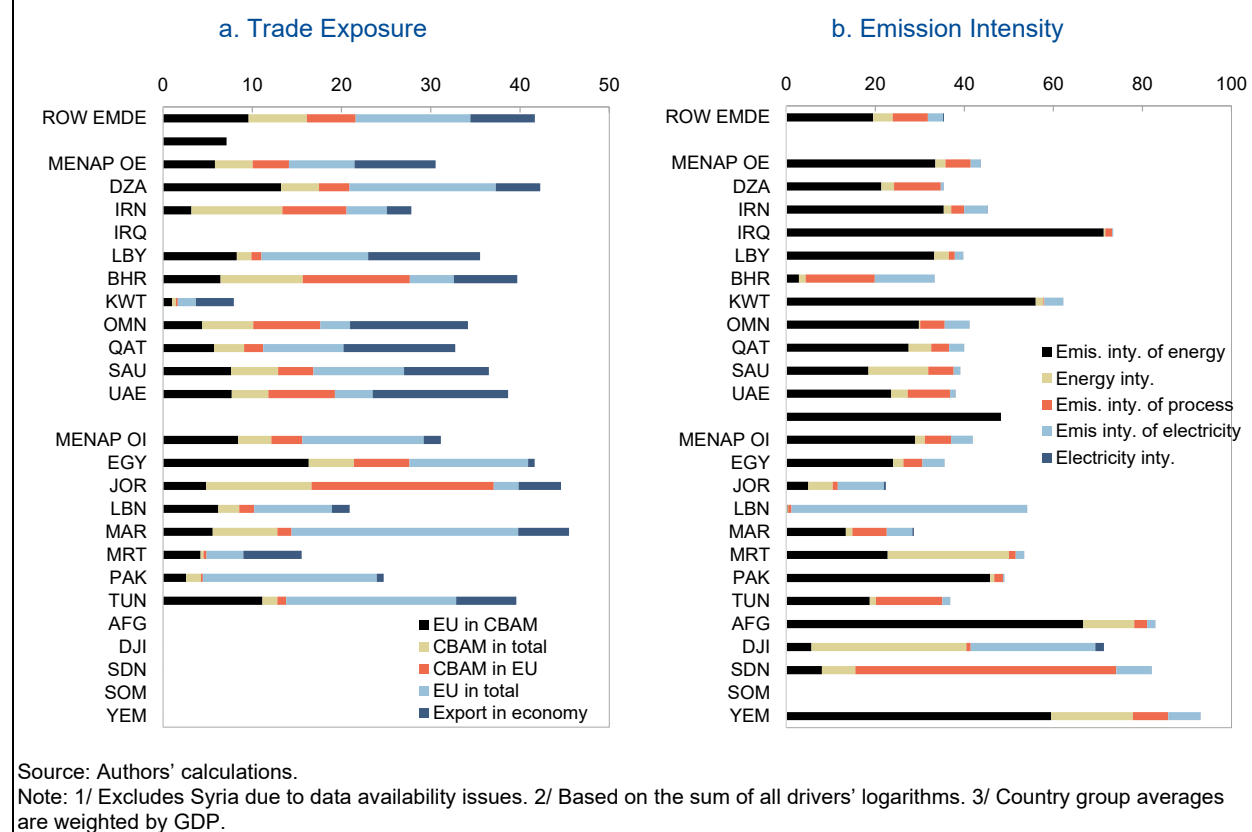 a. Trade Exposure
0 10 20 30 40 50
ROW EMDE
MENAP OE
DZA
IRN
IRQ
LBY
BHR
KWT
OMN
QAT
SAU
UAE
MENAP OI
EGY
JOR
LBN
MAR
MRT
PAK
TUN
AFG
DJI
SDN
SOM
YEM
EU in CBAM
CBAM in total
CBAM in EU
EU in total
Export in economy
b. Emission Intensity
0 20 40 60 80 100
ROW EMDE
MENAP OE
DZA
IRN
IRQ
LBY
BHR
KWT
OMN
QAT
SAU
UAE
MENAP OI
EGY
JOR
LBN
MAR
MRT
PAK
TUN
AFG
DJI
SDN
SOM
YEM
Emis. inty. of energy
Energy inty.
Emis. inty. of process
Emis inty. of electricity
Electricity inty.
Source: Authors' calculations.
Note: 1/ Excludes Syria due to data availability issues. 2/ Based on the sum of all drivers' logarithms. 3/ Country group averages
are weighted by GDP.